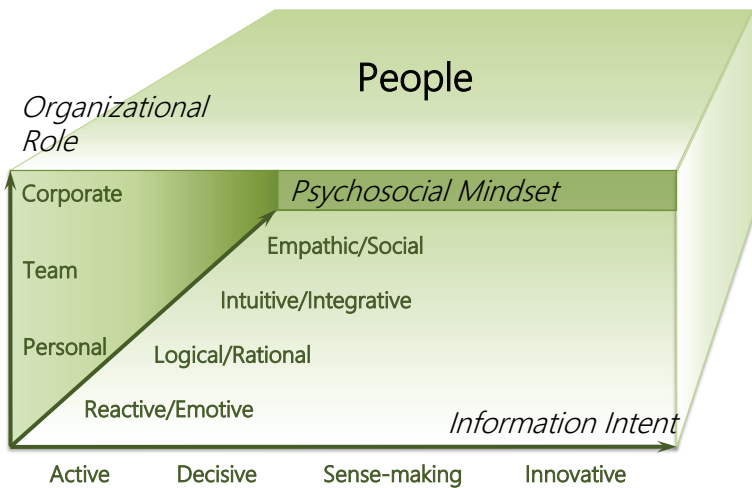 People
Organizational
Role
Corporate
Psychosocial Mindset
Empathic/Social
Team
Intuitive/Integrative
Personal
Logical/Rational
Reactive/Emotive
Information Intent
Active
Decisive
Sense-making
Innovative